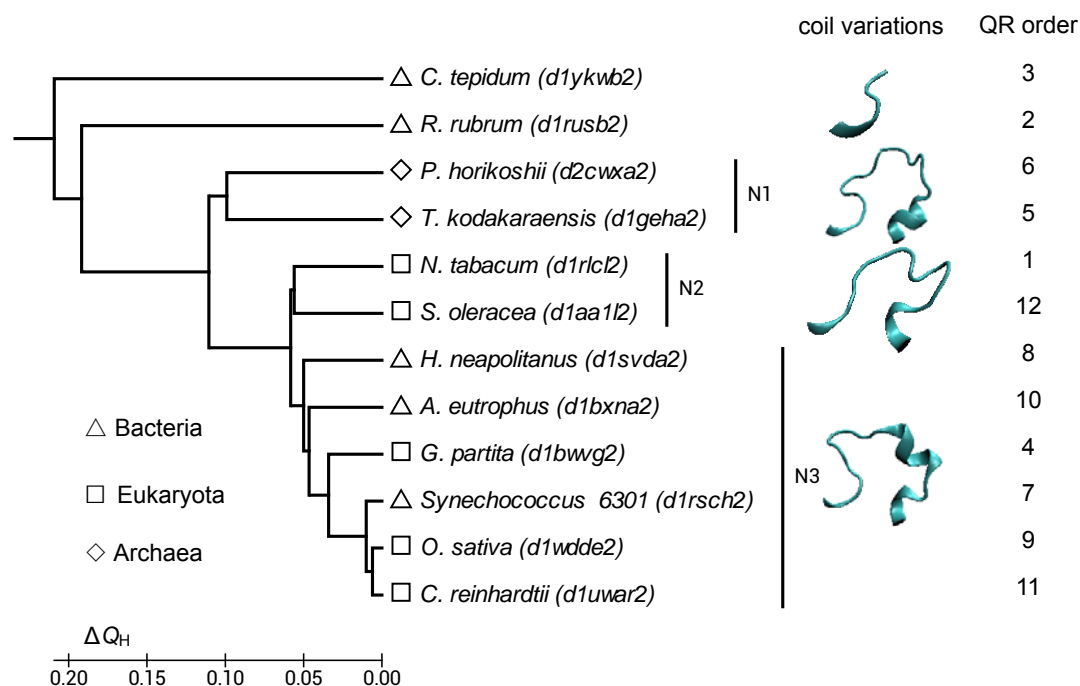 coil variations QR order
C. tepidum (d1ykwb2) 3
R. rubrum (d1rusb2) 2
P. horikoshii (d2cwxa2) 6
N1
T. kodakaraensis (d1geha2) 5
N. tabacum (d1rlcl2) 1
N2
S. oleracea (d1aa1l2) 12
H. neapolitanus (d1svda2) 8
A. eutrophus (d1bxna2) 10
Bacteria
G. partita (d1bwvg2) 4
N3
Eukaryota
Synechococcus 6301 (d1rsch2) 7
O. sativa (d1wdde2) 9
Archaea
C. reinhardtii (d1uwar2) 11
ΔQH
0.20 0.15 0.10 0.05 0.00